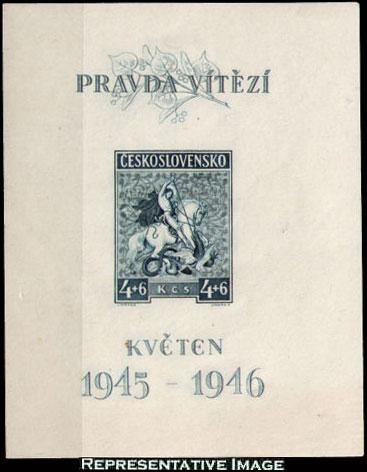 PRAVDA VÍTĚZÍ
ČESKOSLOVENSKO
4+6 KČS 4+6
KVĚTEN
1945 - 1946
REPRESENTATIVE IMAGE